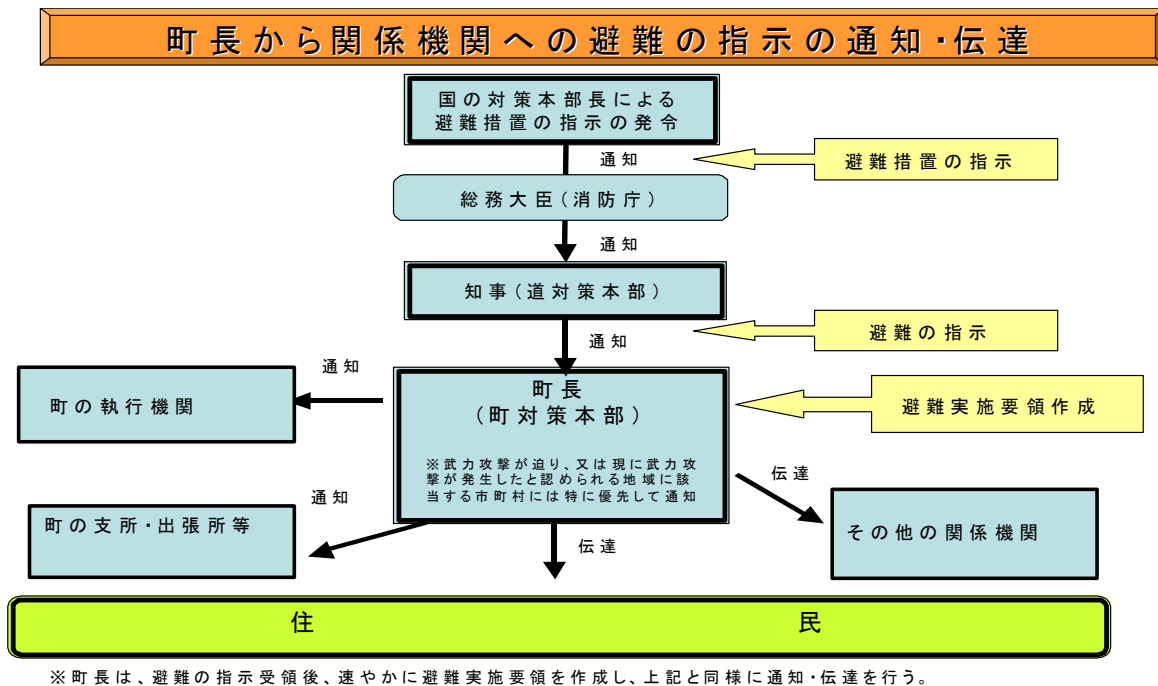 町長から関係機関への避難の指示の通知・伝達
国の対策本部長による
避難措置の指示の発令
通知
避難措置の指示
総務大臣(消防庁)
通知
知事(道対策本部)
通知
避難の指示
通知
町の執行機関
町長
(町対策本部)
※武力攻撃が迫り、又は現に武力攻
撃が発生したと認められる地域に該
当する市町村には特に優先して通知
避難実施要領作成
通知
町の支所・出張所等
伝達
伝達
その他の関係機関
住民
※町長は、避難の指示受領後、速やかに避難実施要領を作成し、上記と同様に通知・伝達を行う。